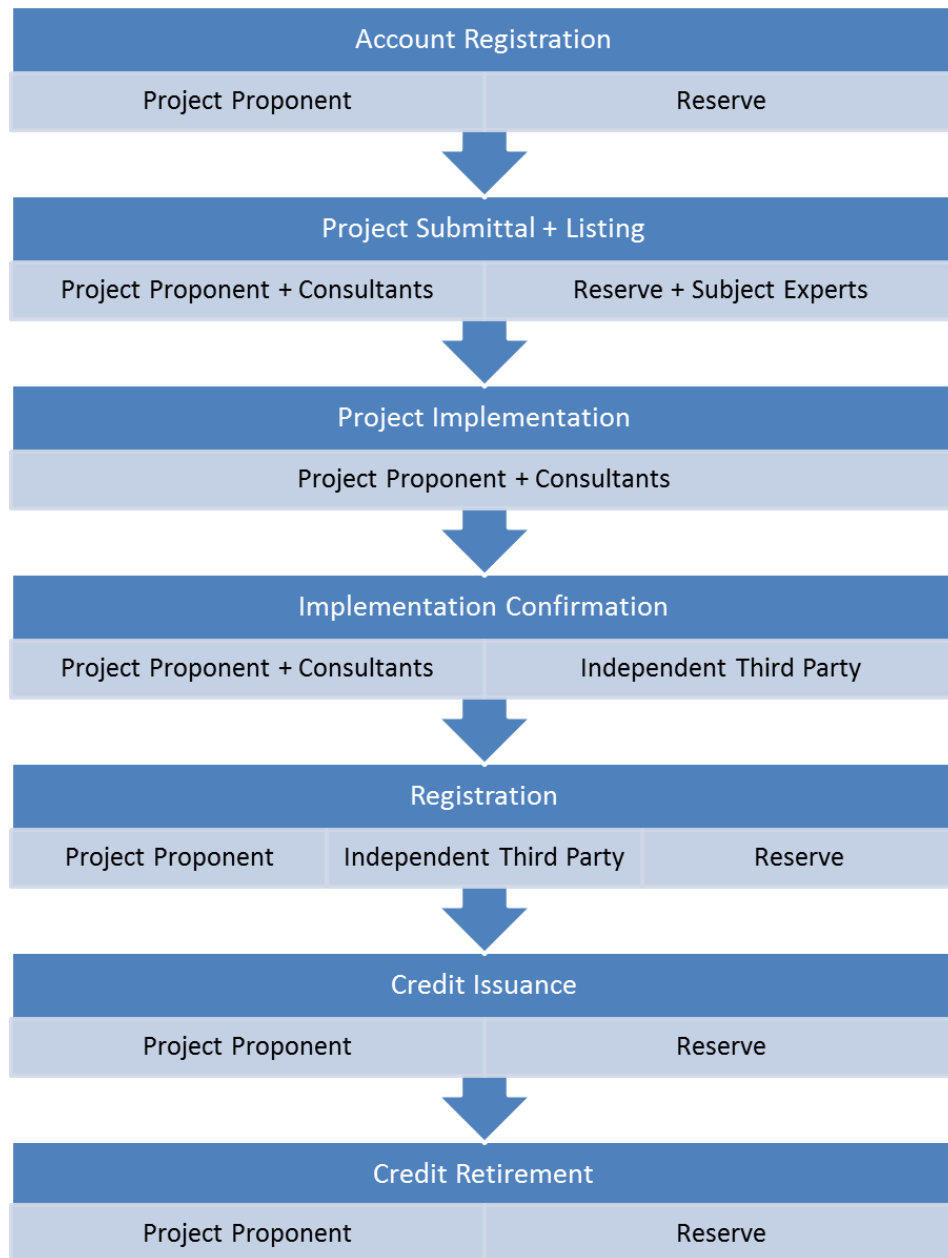 Account Registration
Project Proponent
Reserve
Project Submittal + Listing
Project Proponent + Consultants
Reserve + Subject Experts
Project Implementation
Project Proponent + Consultants
Implementation Confirmation
Project Proponent + Consultants
Independent Third Party
Registration
Project Proponent
Independent Third Party
Reserve
Credit Issuance
Project Proponent
Reserve
Credit Retirement
Project Proponent
Reserve